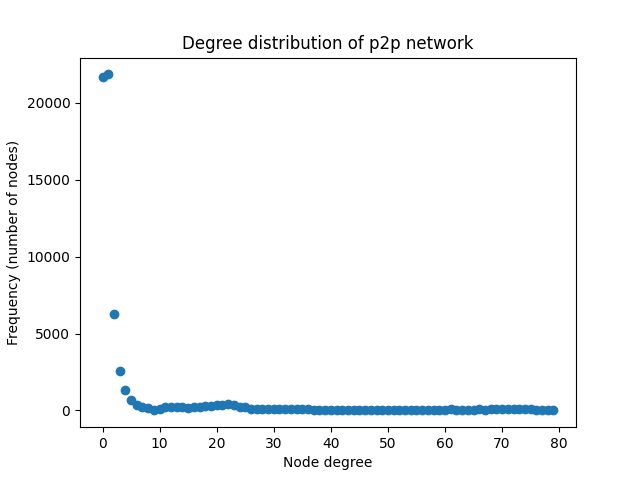 Degree distribution of p2p network
Frequency (number of nodes)
20000
15000
10000
5000
0
0 10 20 30 40 50 60 70 80
Node degree